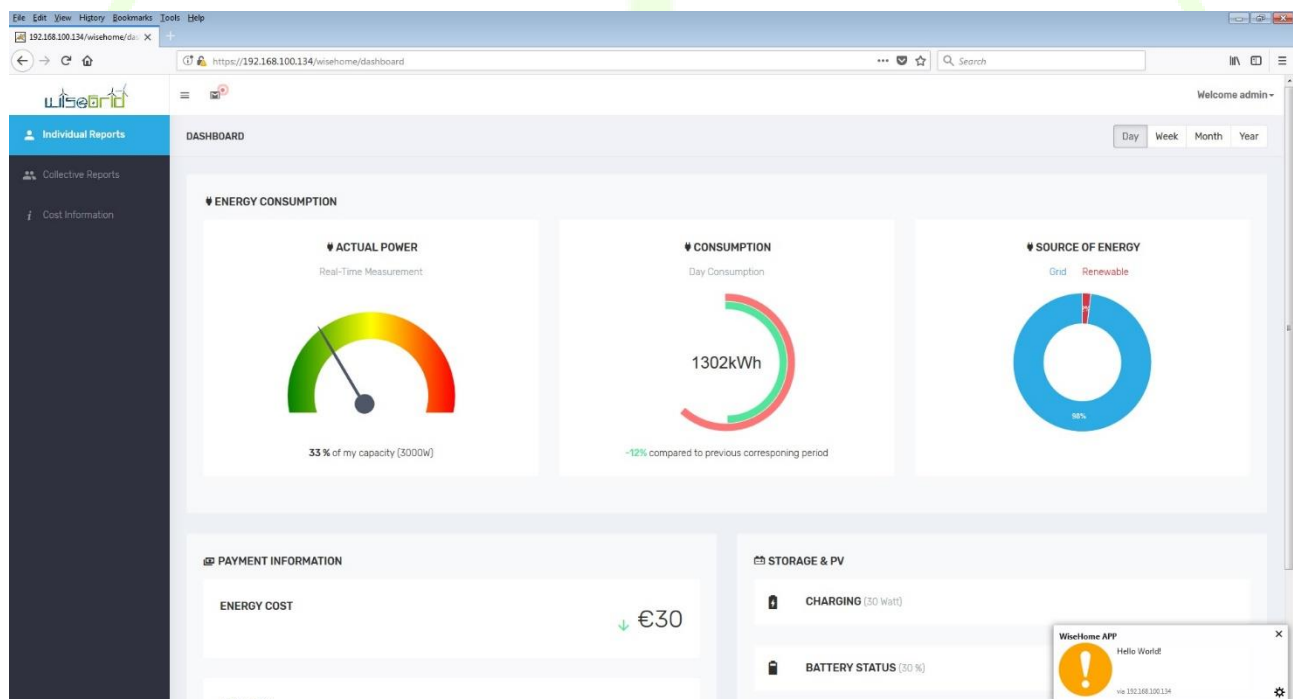 File Edit View History Bookmarks Tools Help
192.168.100.134/wisehome/da
https://192.168.100.134/wisehome/dashboard
Search
wiseGrid
Welcome admin
Individual Reports
DASHBOARD
Day Week Month Year
Collective Reports
Cost Information
ENERGY CONSUMPTION
ACTUAL POWER
Real-Time Measurement
33 % of my capacity (3000W)
CONSUMPTION
Day Consumption
1302kWh
-12% compared to previous corresponing period
SOURCE OF ENERGY
Grid Renewable
98%
PAYMENT INFORMATION
ENERGY COST
€30
STORAGE & PV
CHARGING (30 Watt)
BATTERY STATUS (30 %)
WiseHome APP
Hello World!
via 192.168.100.134